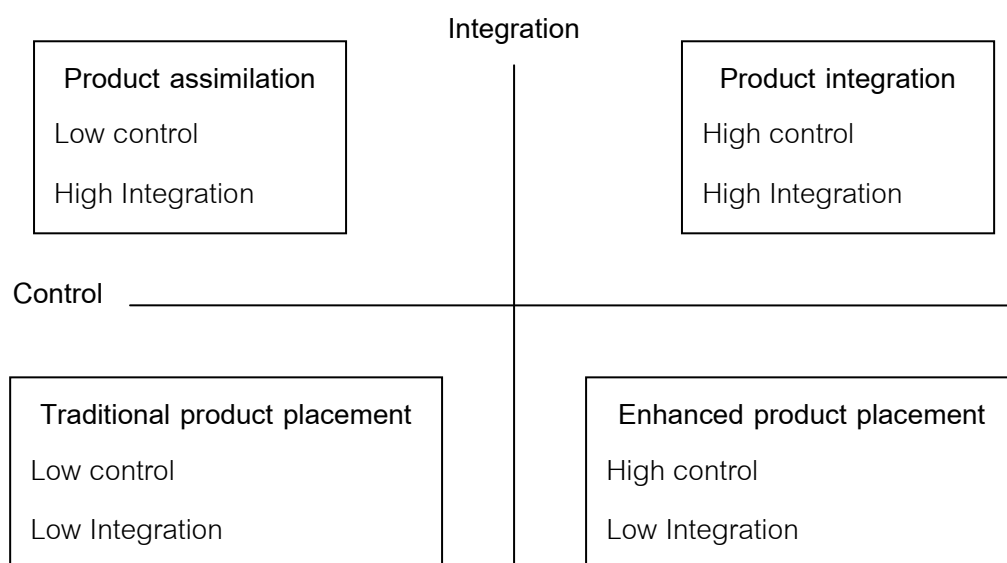 Integration
Product assimilation
Low control
High Integration
Product integration
High control
High Integration
Control
Traditional product placement
Low control
Low Integration
Enhanced product placement
High control
Low Integration